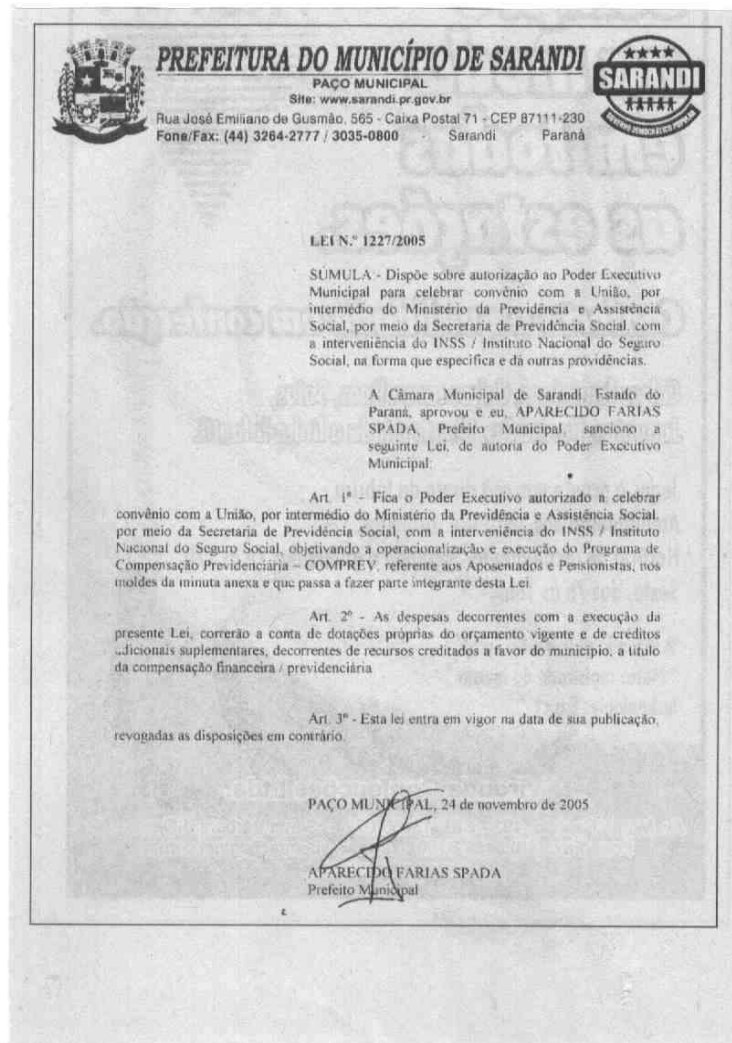 PREFEITURA DO MUNICÍPIO DE SARANDI
PAÇO MUNICIPAL
Site: www.sarandi.pr.gov.br
Rua José Emiliano de Gusmão, 565 - Caixa Postal 71 - CEP 87111-230
Fone/Fax: (44) 3264-2777 / 3035-0800 - Sarandi - Paraná
SARANDI
GOVERNO DEMOCRÁTICO POPULAR
LEI N.º 1227/2005
SÚMULA - Dispõe sobre autorização ao Poder Executivo
Municipal para celebrar convênio com a União, por
intermédio do Ministério da Previdência e Assistência
Social, por meio da Secretaria de Previdência Social, com
a interveniência do INSS / Instituto Nacional do Seguro
Social, na forma que especifica e dá outras providências.
A Câmara Municipal de Sarandi, Estado do
Paraná, aprovou e eu, APARECIDO FARIAS
SPADA, Prefeito Municipal, sanciono a
seguinte Lei, de autoria do Poder Executivo
Municipal:
Art. 1º - Fica o Poder Executivo autorizado a celebrar
convênio com a União, por intermédio do Ministério da Previdência e Assistência Social,
por meio da Secretaria de Previdência Social, com a interveniência do INSS / Instituto
Nacional do Seguro Social, objetivando a operacionalização e execução do Programa de
Compensação Previdenciária – COMPREV, referente aos Aposentados e Pensionistas, nos
moldes da minuta anexa e que passa a fazer parte integrante desta Lei.
Art. 2º - As despesas decorrentes com a execução da
presente Lei, correrão a conta de dotações próprias do orçamento vigente e de créditos
adicionais suplementares, decorrentes de recursos creditados a favor do município, a título
da compensação financeira / previdenciária
Art. 3º - Esta lei entra em vigor na data de sua publicação,
revogadas as disposições em contrário.
PAÇO MUNICIPAL, 24 de novembro de 2005
APARECIDO FARIAS SPADA
Prefeito Municipal